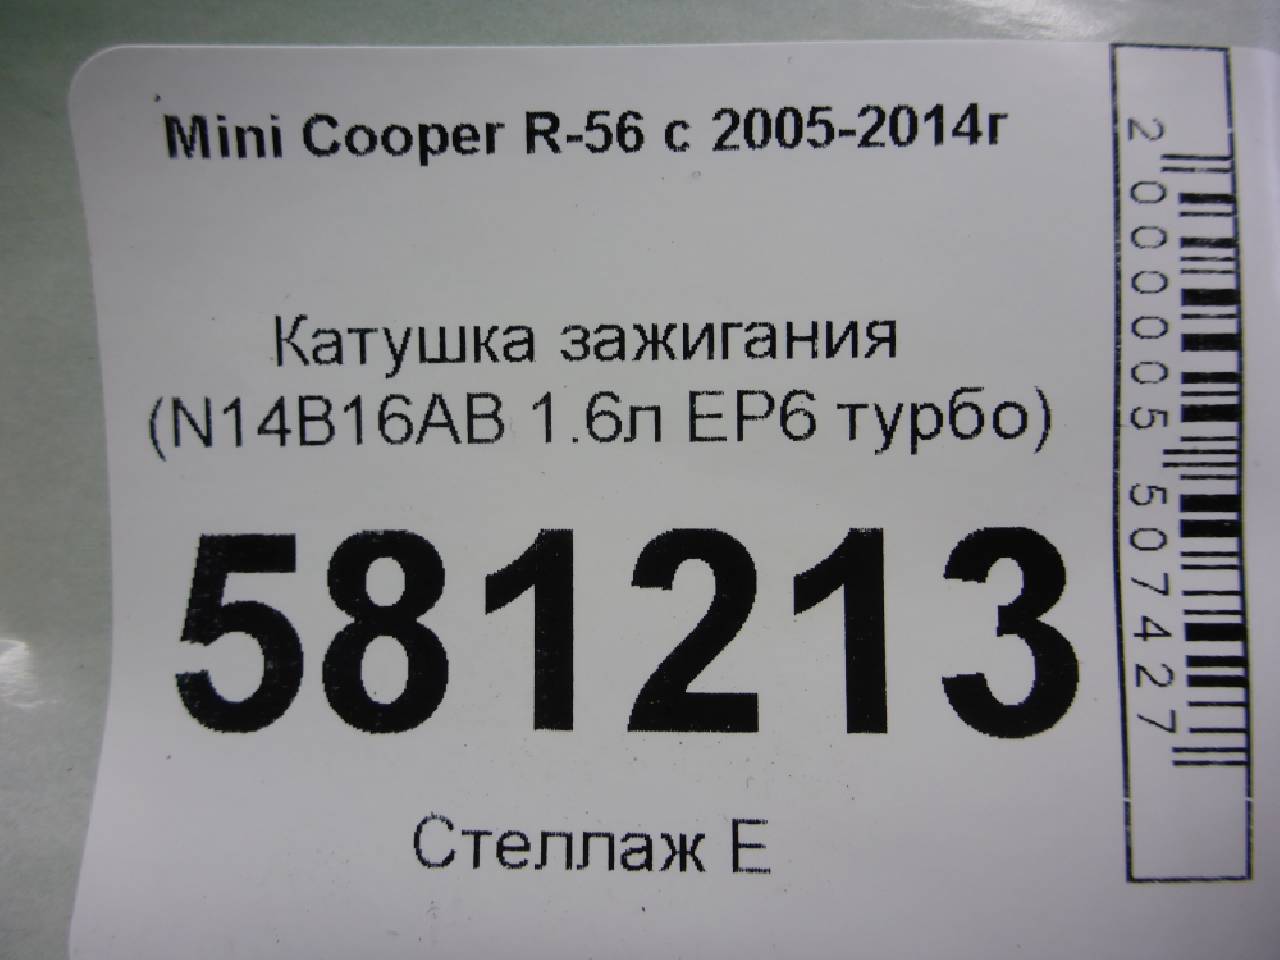 Mini Cooper R-56 с 2005-2014г
Катушка зажигания
(N14B16AB 1.6л EP6 турбо)
581213
Стеллаж Е
2000005507427